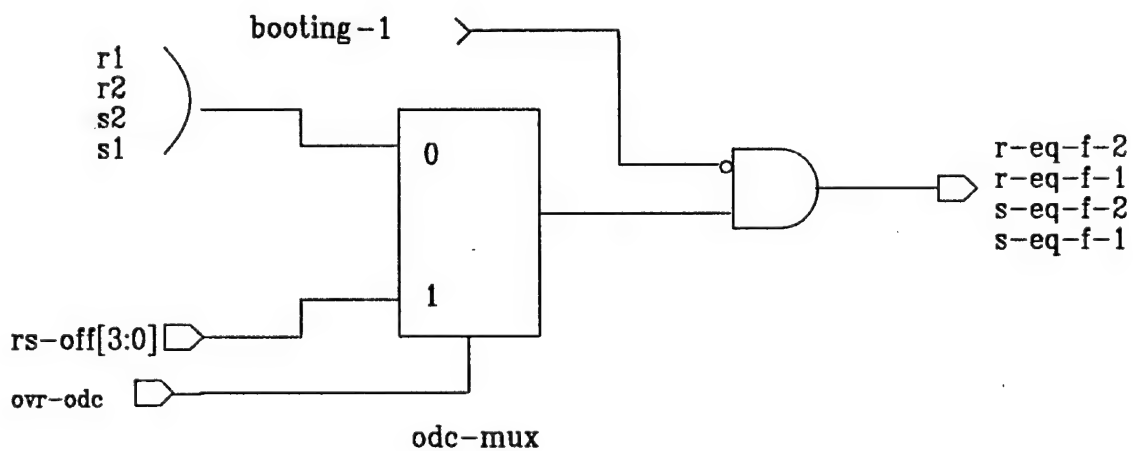 booting-1
r1
r2
s2
s1
0
r-eq-f-2
r-eq-f-1
s-eq-f-2
s-eq-f-1
1
rs-off[3:0]
ovr-odc
odc-mux